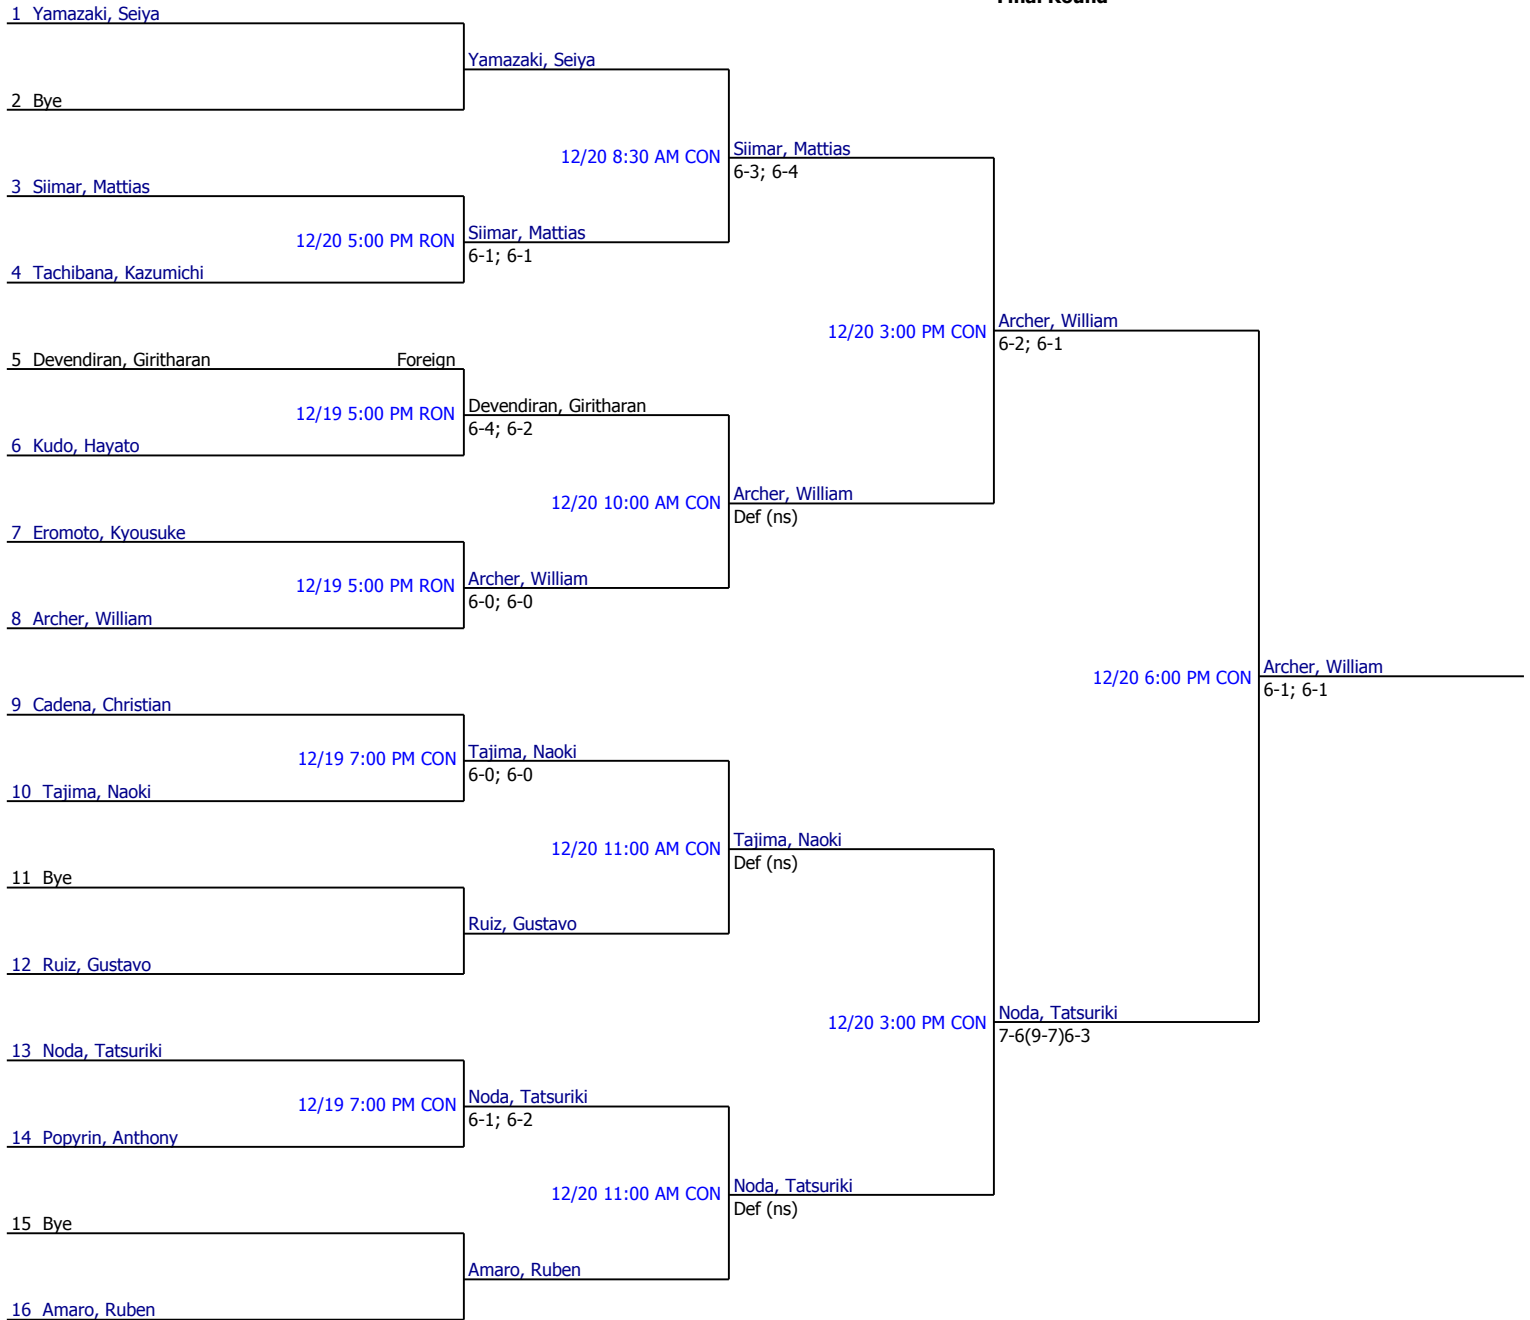 Final Round
1 Yamazaki, Seiya
Yamazaki, Seiya
2 Bye
12/20 8:30 AM CON
Siimar, Mattias
6-3; 6-4
3 Siimar, Mattias
12/20 5:00 PM RON
Siimar, Mattias
6-1; 6-1
4 Tachibana, Kazumichi
12/20 3:00 PM CON
Archer, William
6-2; 6-1
5 Devendiran, Giritharan Foreign
12/19 5:00 PM RON
Devendiran, Giritharan
6-4; 6-2
6 Kudo, Hayato
12/20 10:00 AM CON
Archer, William
Def (ns)
7 Eromoto, Kyousuke
12/19 5:00 PM RON
Archer, William
6-0; 6-0
8 Archer, William
12/20 6:00 PM CON
Archer, William
6-1; 6-1
9 Cadena, Christian
12/19 7:00 PM CON
Tajima, Naoki
6-0; 6-0
10 Tajima, Naoki
12/20 11:00 AM CON
Tajima, Naoki
Def (ns)
11 Bye
Ruiz, Gustavo
12 Ruiz, Gustavo
12/20 3:00 PM CON
Noda, Tatsuriki
7-6(9-7)6-3
13 Noda, Tatsuriki
12/19 7:00 PM CON
Noda, Tatsuriki
6-1; 6-2
14 Popyrin, Anthony
12/20 11:00 AM CON
Noda, Tatsuriki
Def (ns)
15 Bye
Amaro, Ruben
16 Amaro, Ruben